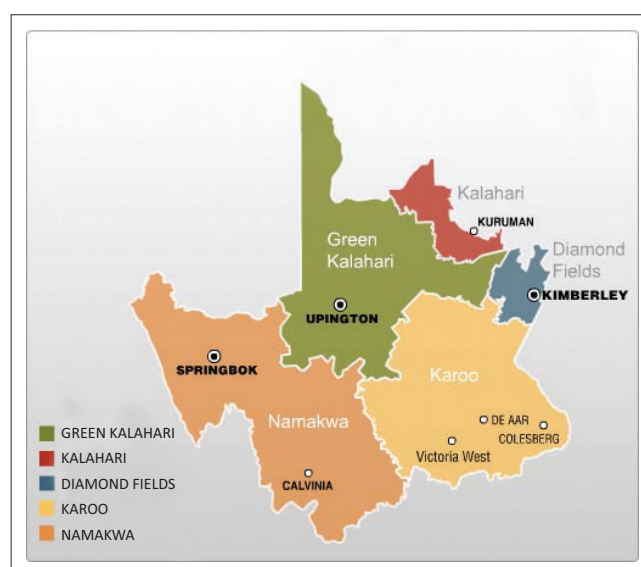 Kalahari
KURUMAN
Green
Kalahari
Diamond
Fields
KIMBERLEY
UPINGTON
SPRINGBOK
Karoo
Namakwa
DE AAR
COLESBERG
Victoria West
CALVINIA
GREEN KALAHARI
KALAHARI
DIAMOND FIELDS
KAROO
NAMAKWA